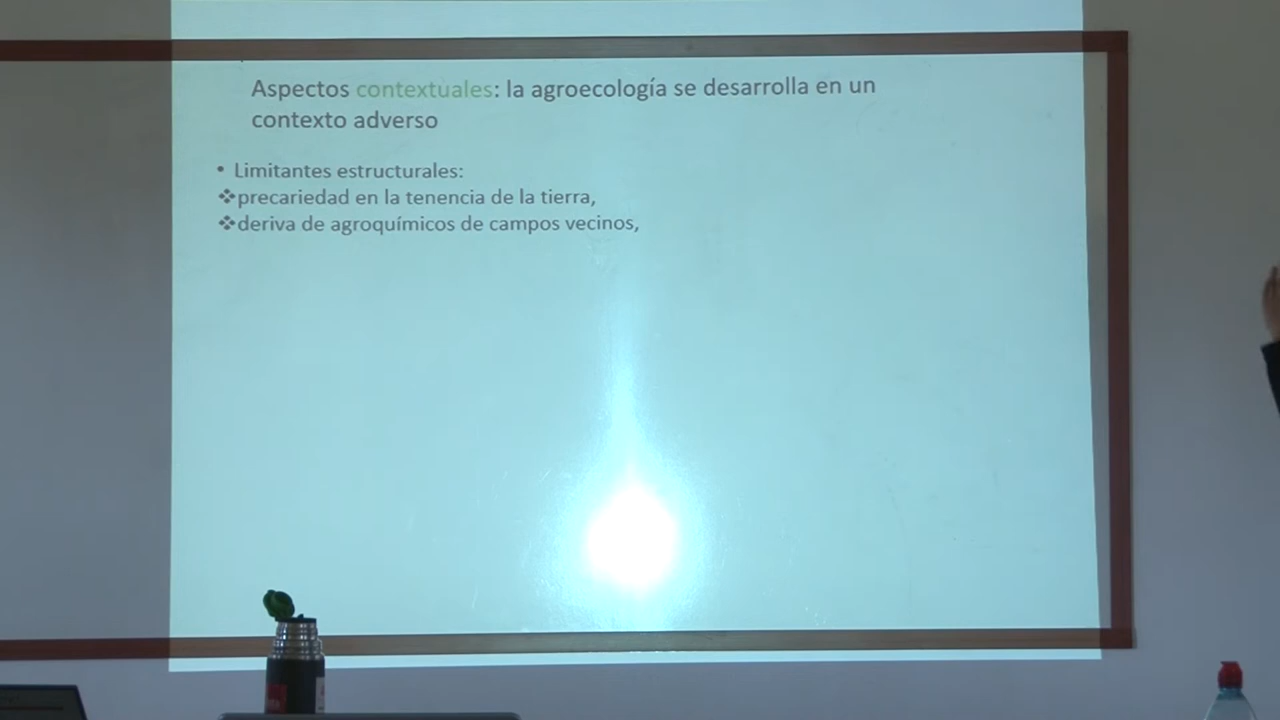 Aspectos contextuales: la agroecología se desarrolla en un
contexto adverso
• Limitantes estructurales:
❖precariedad en la tenencia de la tierra,
❖deriva de agroquímicos de campos vecinos,